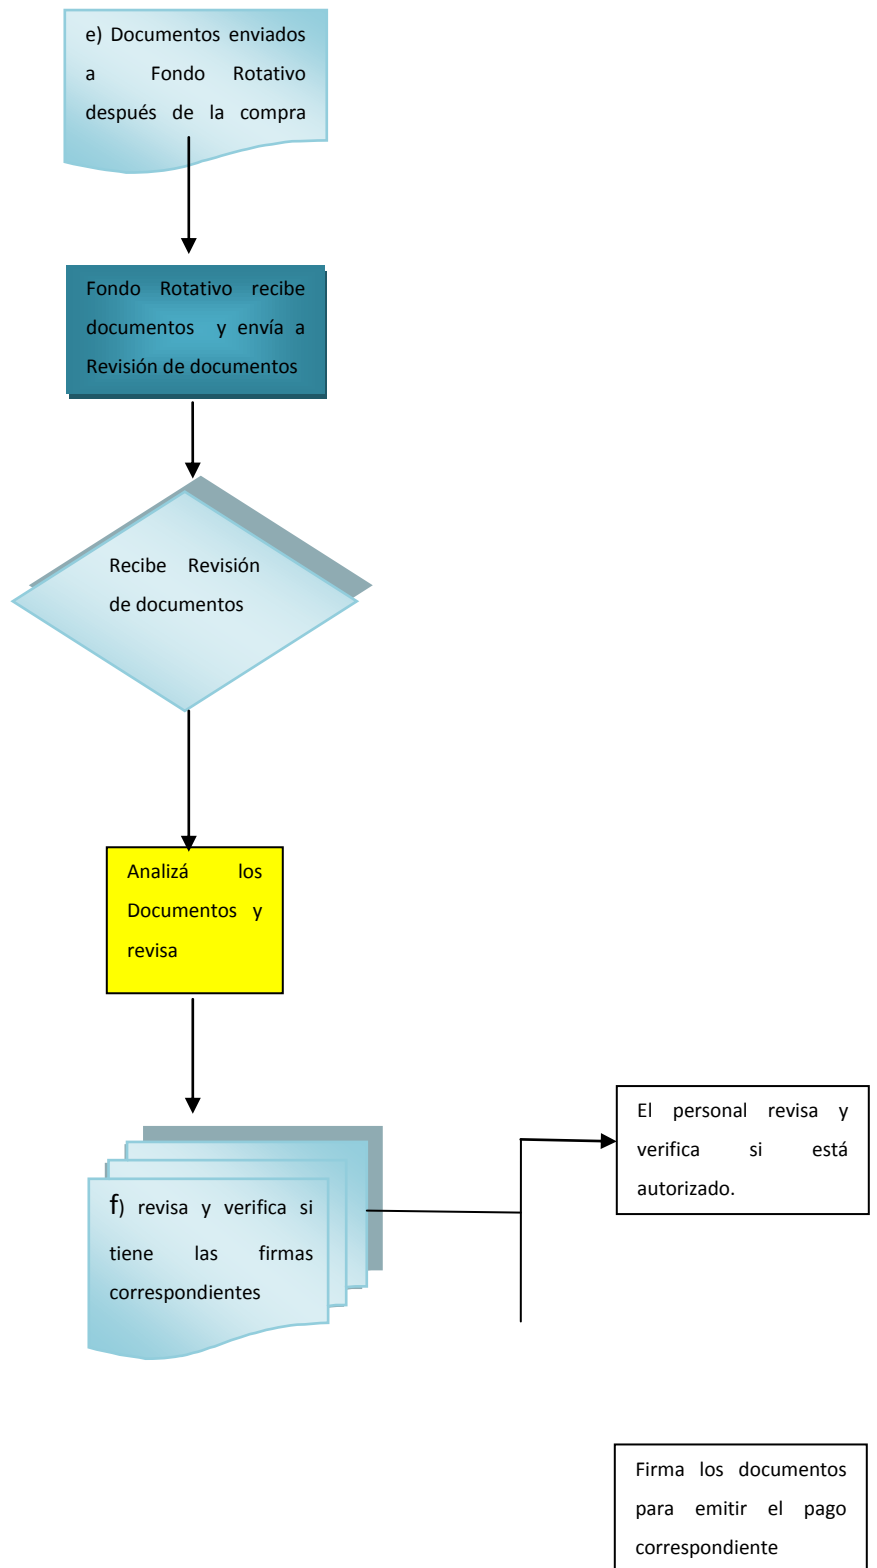 e) Documentos enviados
a Fondo Rotativo
después de la compra
Fondo Rotativo recibe
documentos y envía a
Revisión de documentos
Recibe Revisión
de documentos
Analizá los
Documentos y
revisa
El personal revisa y
verifica si está
autorizado.
f) revisa y verifica si
tiene las firmas
correspondientes
Firma los documentos
para emitir el pago
correspondiente